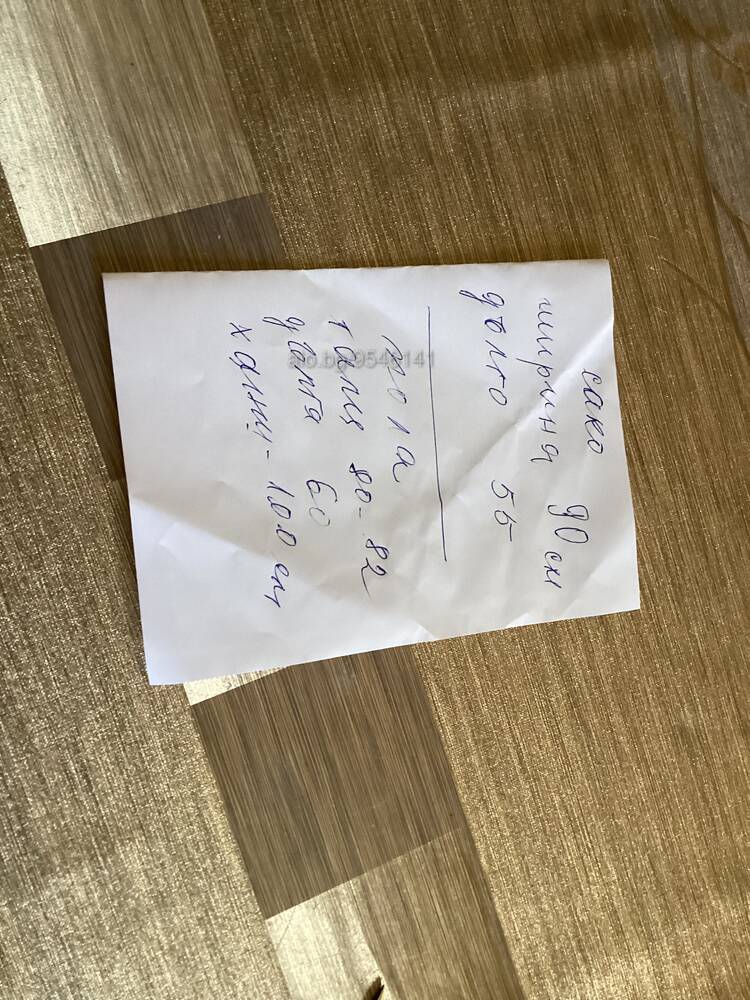 сако
ширина 90 см
дълго 55
пола
талия 80-82
дълга 60
ханш - 100 см